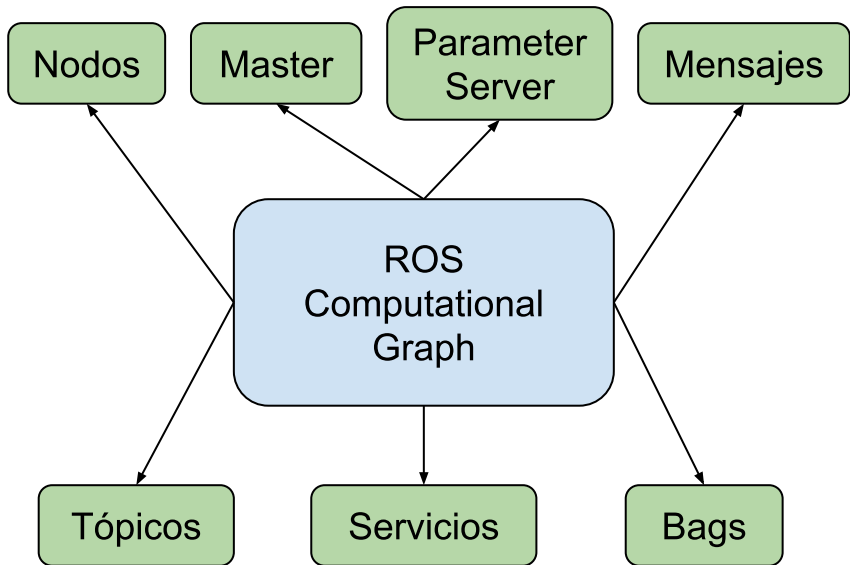 Nodos
Master
Parameter
Server
Mensajes
ROS
Computational
Graph
Tópicos
Servicios
Bags